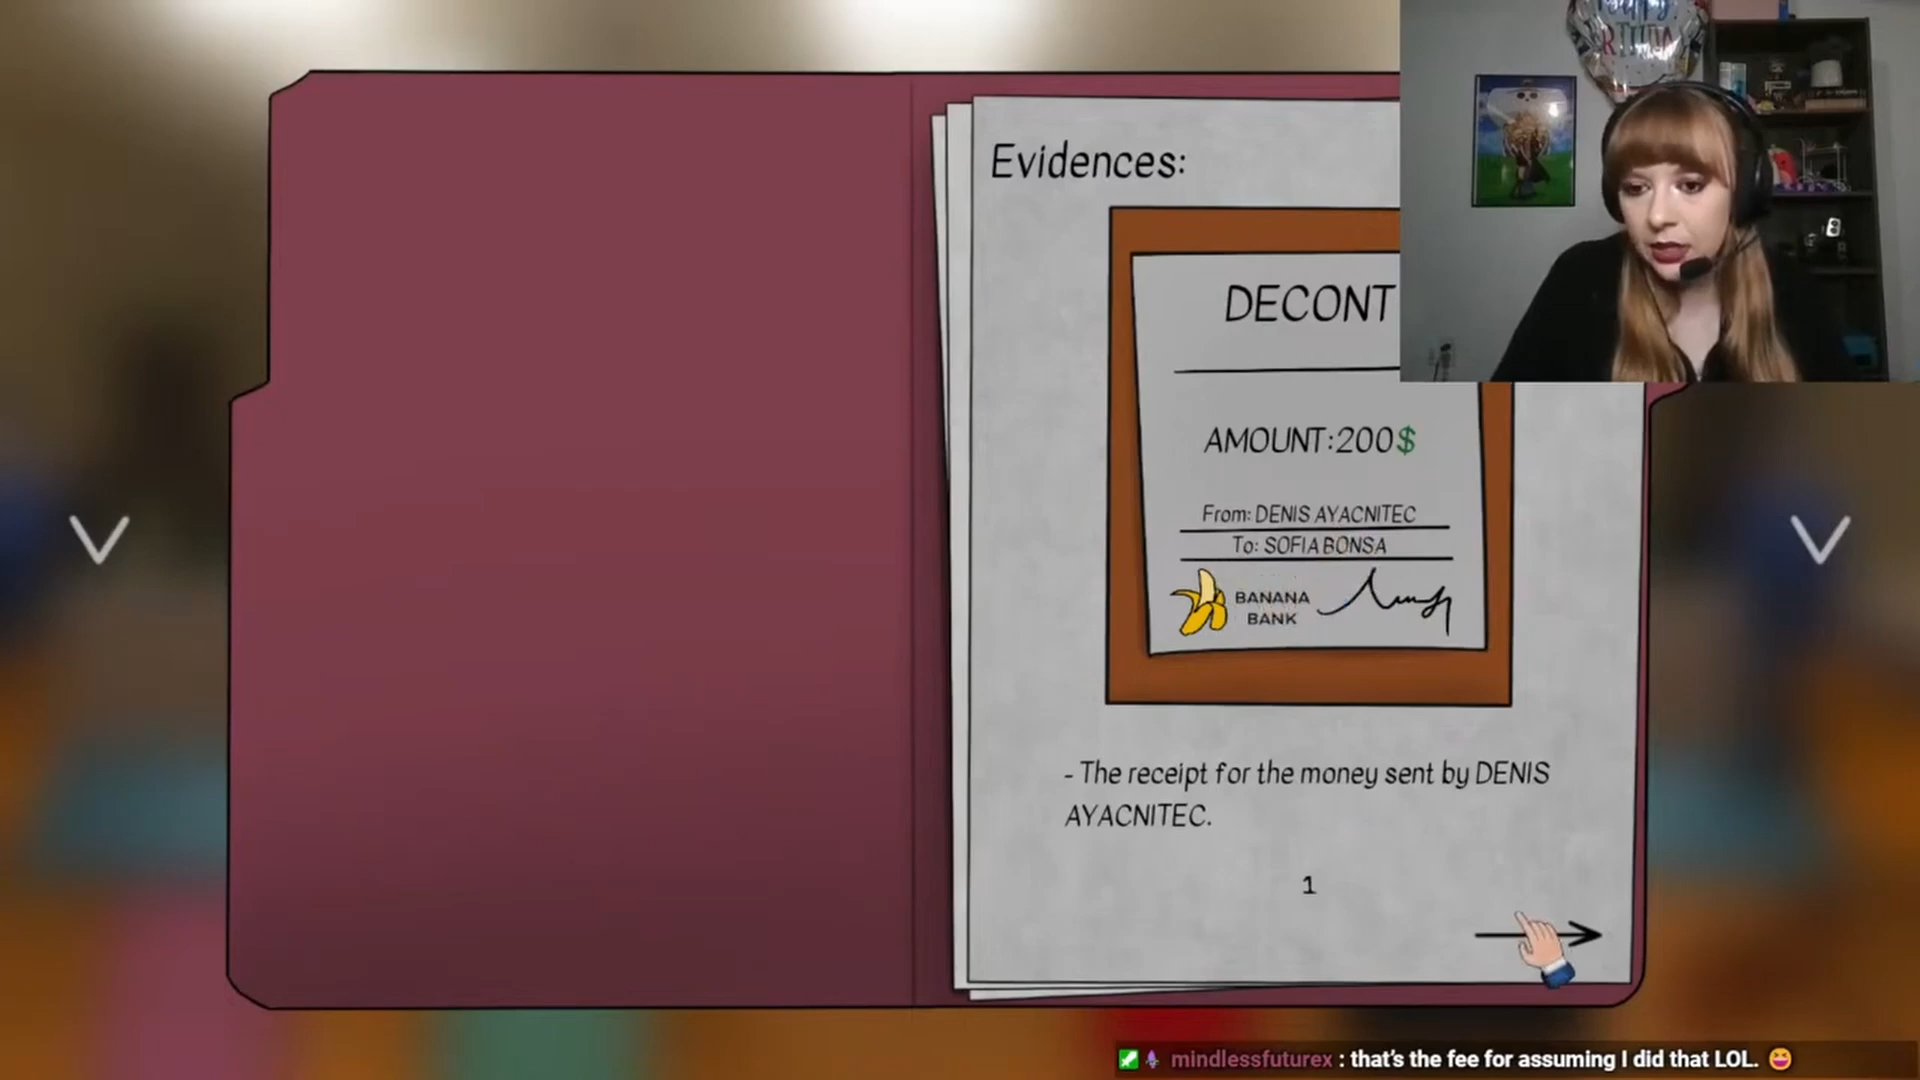 Evidences:
DECONT
AMOUNT:200$
From: DENIS AYACNITEC
To: SOFIA BONSA
BANANA
BANK
- The receipt for the money sent by DENIS
AYACNITEC.
1
mindlessfuturex : that's the fee for assuming I did that LOL.